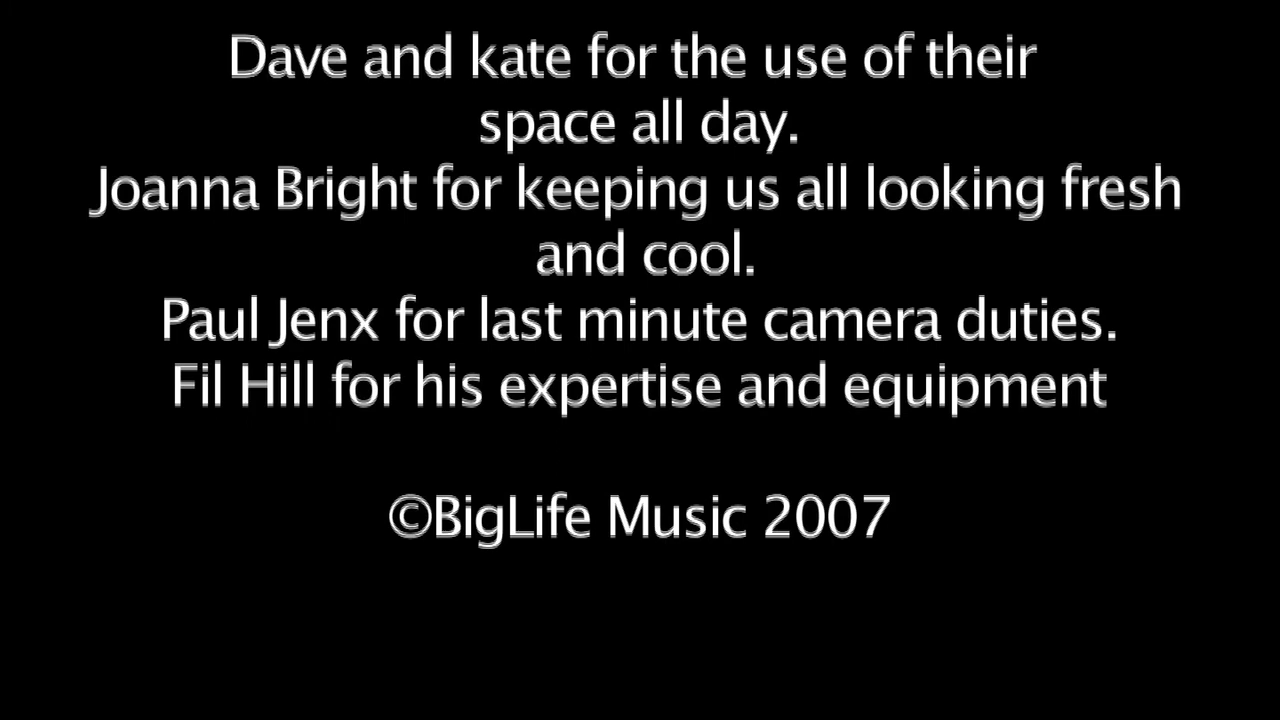 Dave and kate for the use of their
space all day.
Joanna Bright for keeping us all looking fresh
and cool.
Paul Jenx for last minute camera duties.
Fil Hill for his expertise and equipment
©BigLife Music 2007